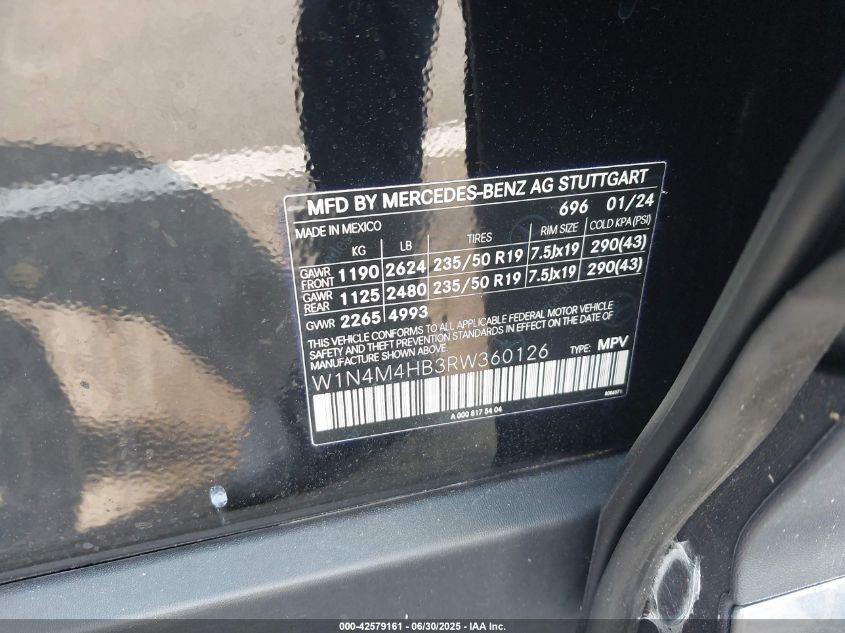 MFD BY MERCEDES-BENZ AG STUTTGART
696 01/24
MADE IN MEXICO
KG LB TIRES RIM SIZE COLD KPA(PSI)
GAWR FRONT 1190 2624 235/50 R19 7.5Jx19 290(43)
GAWR REAR 1125 2480 235/50 R19 7.5Jx19 290(43)
GVWR 2265 4993
THIS VEHICLE CONFORMS TO ALL APPLICABLE FEDERAL MOTOR VEHICLE
SAFETY AND THEFT PREVENTION STANDARDS IN EFFECT ON THE DATE OF
MANUFACTURE SHOWN ABOVE.
W1N4M4HB3RW360126 TYPE: MPV
A 000 817 54 04
000-42579161 - 06/30/2025 - IAA Inc.